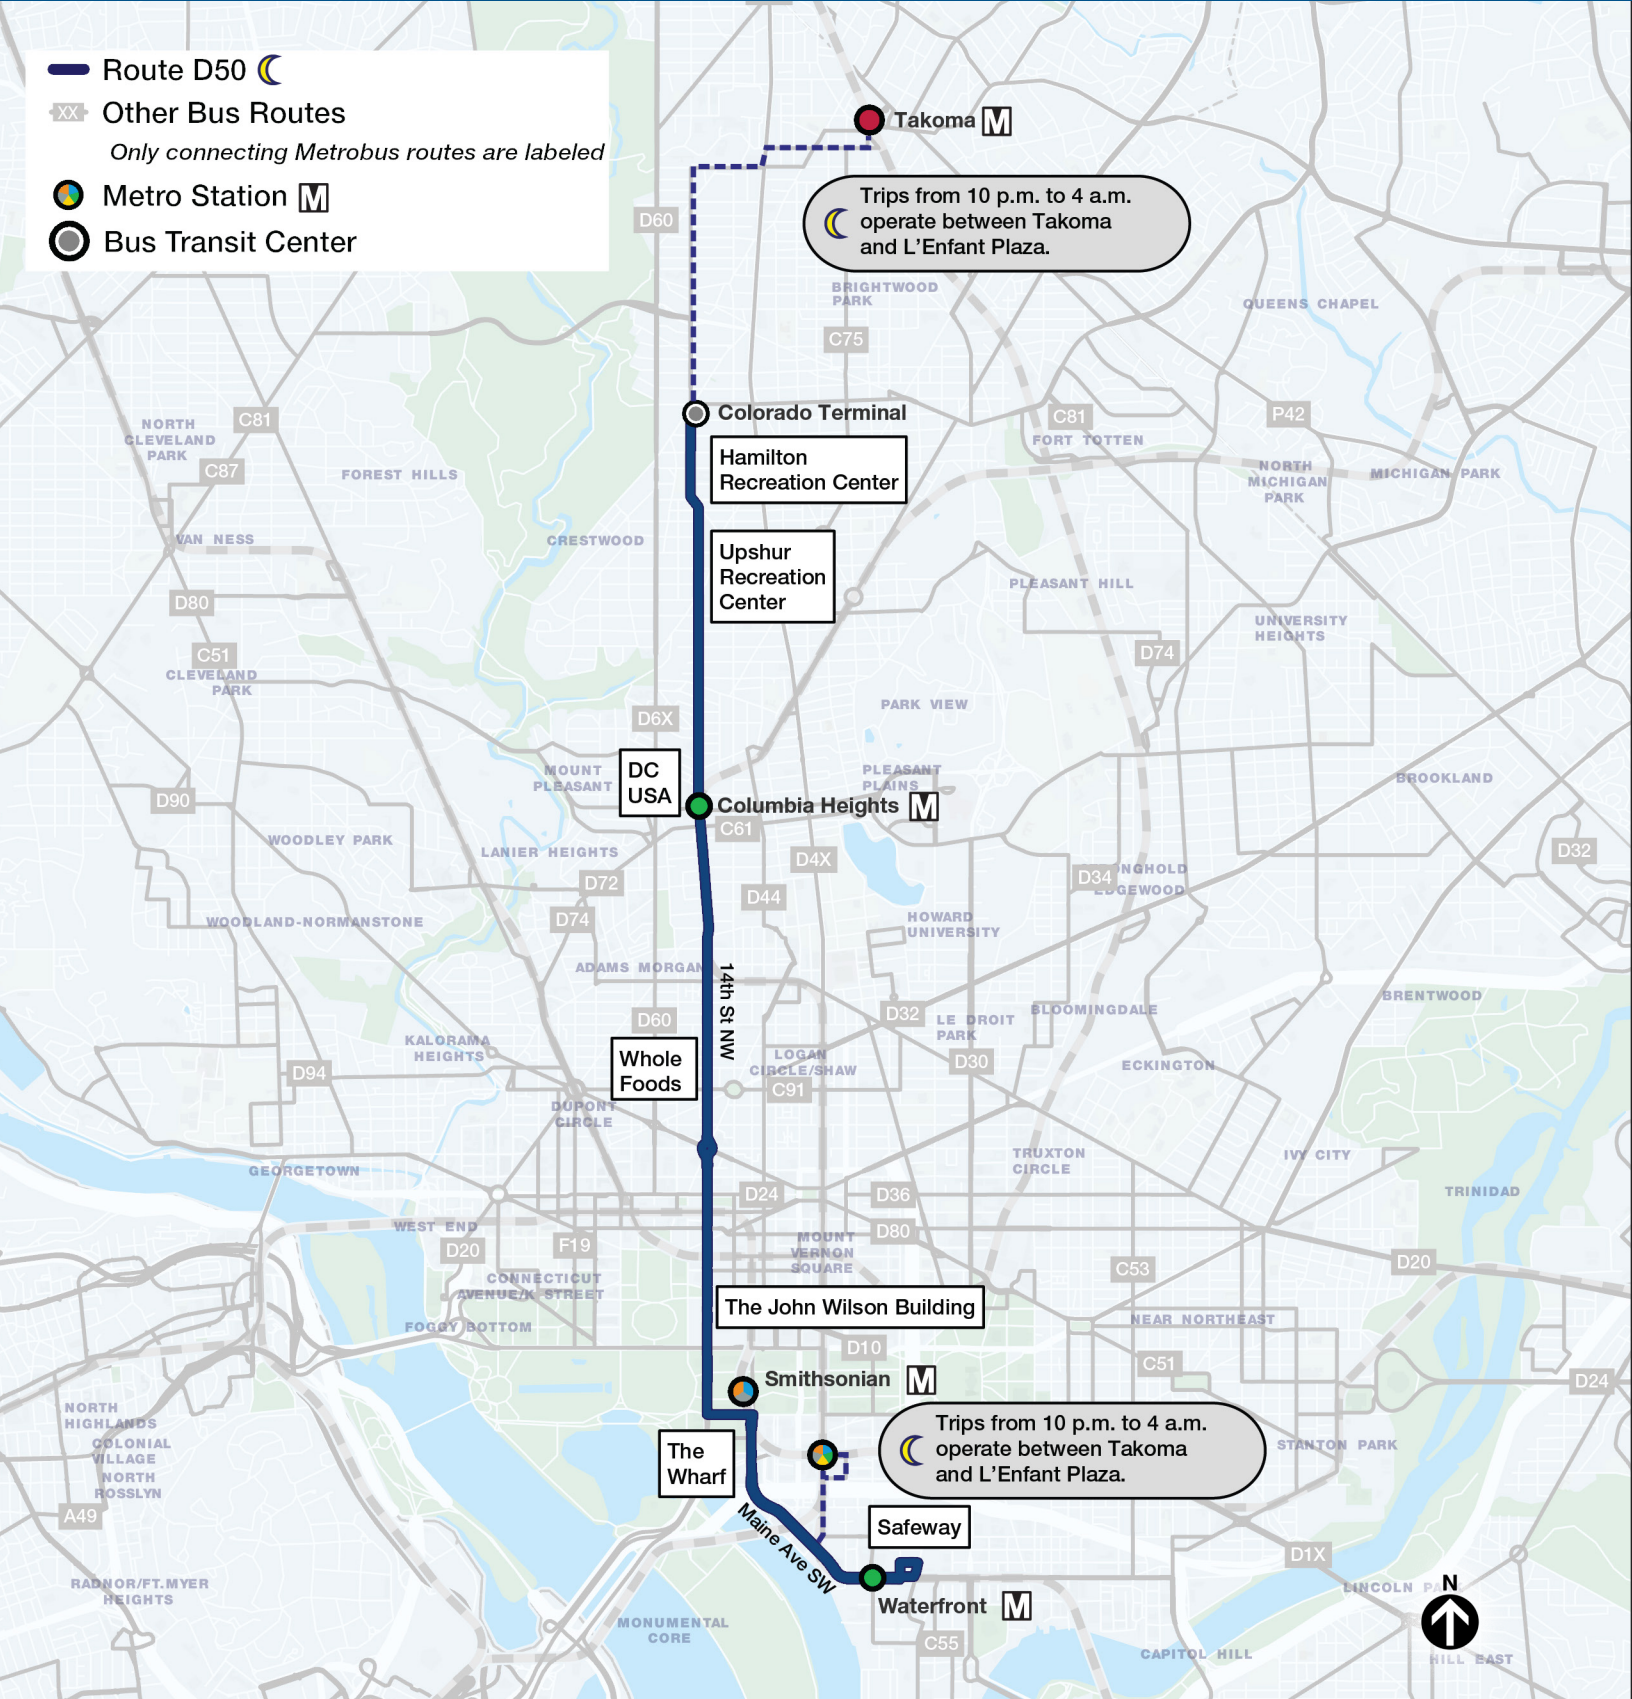 Route D50
XX Other Bus Routes
Only connecting Metrobus routes are labeled
Metro Station M
Bus Transit Center
Takoma M
Trips from 10 p.m. to 4 a.m.
operate between Takoma
and L'Enfant Plaza.
D60
BRIGHTWOOD
PARK
QUEENS CHAPEL
C75
Colorado Terminal
C81
C81
P42
NORTH
CLEVELAND
PARK
FORT TOTTEN
Hamilton
Recreation Center
C87
FOREST HILLS
NORTH
MICHIGAN
PARK
MICHIGAN PARK
VAN NESS
CRESTWOOD
Upshur
Recreation
Center
PLEASANT HILL
D80
UNIVERSITY
HEIGHTS
C51
D74
CLEVELAND
PARK
PARK VIEW
D6X
MOUNT
PLEASANT
DC
USA
PLEASANT
PLAINS
BROOKLAND
D90
Columbia Heights M
C61
WOODLEY PARK
LANIER HEIGHTS
D4X
D32
D72
D34
NGHOLD
EDGEWOOD
D44
D74
WOODLAND-NORMANSTONE
HOWARD
UNIVERSITY
ADAMS MORGAN
14th St NW
BRENTWOOD
D60
D32
LE DROIT
PARK
BLOOMINGDALE
KALORAMA
HEIGHTS
Whole
Foods
LOGAN
CIRCLE/SHAW
D30
ECKINGTON
D94
C91
DUPONT
CIRCLE
GEORGETOWN
TRUXTON
CIRCLE
IVY CITY
D24
D36
TRINIDAD
WEST END
D20
F19
MOUNT
VERNON
SQUARE
D80
C53
D20
CONNECTICUT
AVENUE/K STREET
The John Wilson Building
FOGGY BOTTOM
NEAR NORTHEAST
D10
C51
Smithsonian M
D24
NORTH
HIGHLANDS
COLONIAL
VILLAGE
NORTH
ROSSLYN
The
Wharf
Trips from 10 p.m. to 4 a.m.
operate between Takoma
and L'Enfant Plaza.
STANTON PARK
A49
Maine Ave SW
Safeway
D1X
RADNOR/FT.MYER
HEIGHTS
LINCOLN PA
N
Waterfront M
MONUMENTAL
CORE
C55
CAPITOL HILL
HILL EAST